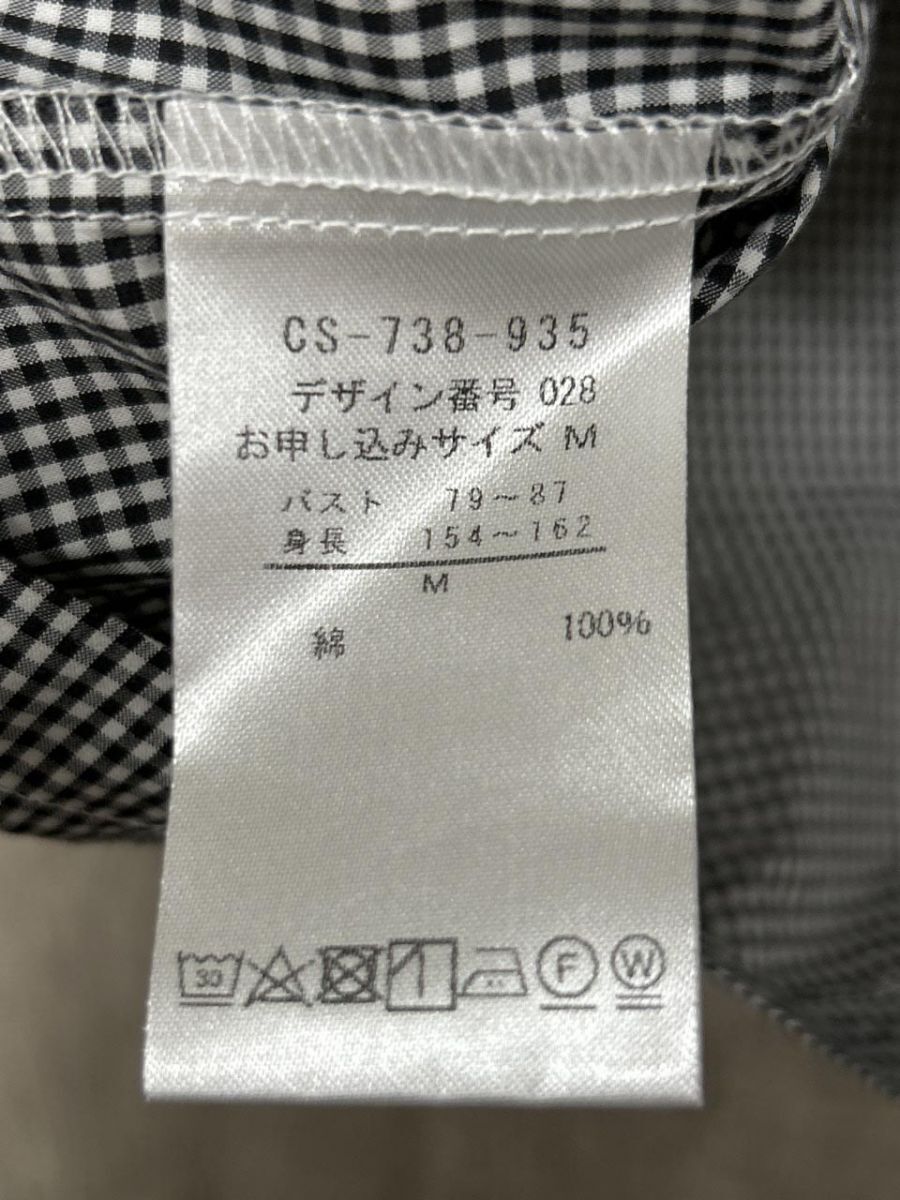 CS-738-935
デザイン番号 028
お申し込みサイズ M
バスト 79~87
身長 154~162
M
綿 100%
30 F W